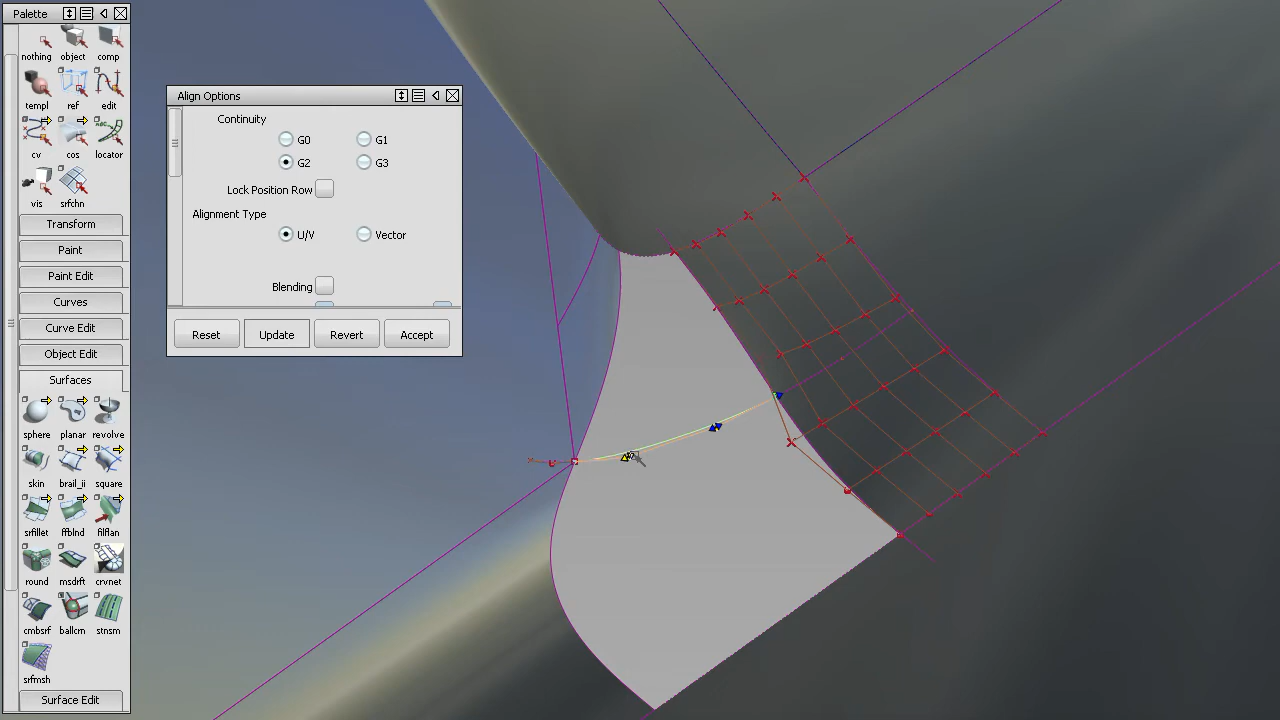 Palette
nothing object comp
templ ref edit
cv cos locator
vis srfchn
Transform
Paint
Paint Edit
Curves
Curve Edit
Object Edit
Surfaces
sphere planar revolve
skin brail_ii square
srfillet ffblnd filflan
round msdrft crvnet
cmbsrf ballcrn stnsm
srfmsh
Surface Edit
Align Options
Continuity
G0 G1
G2 G3
Lock Position Row
Alignment Type
U/V Vector
Blending
Reset Update Revert Accept